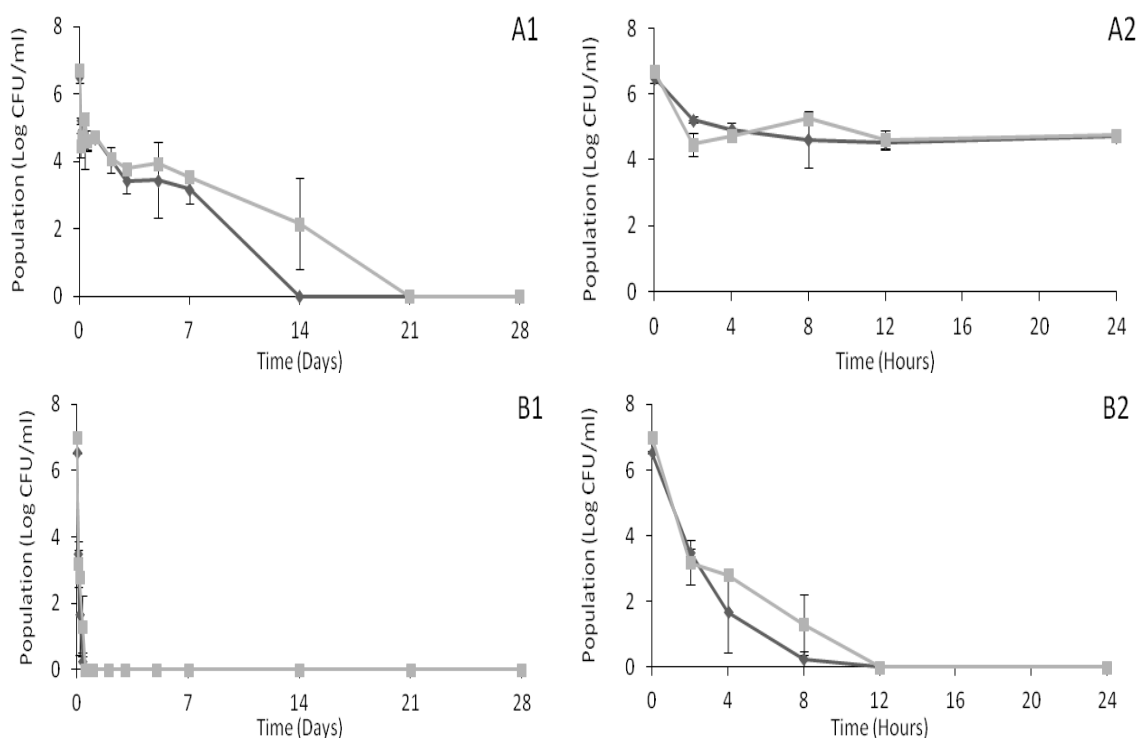 A1
Population (Log CFU/ml)
8
6
4
2
0
0 7 14 21 28
Time (Days)
A2
Population (Log CFU/ml)
8
6
4
2
0
0 4 8 12 16 20 24
Time (Hours)
B1
Population (Log CFU/ml)
8
6
4
2
0
0 7 14 21 28
Time (Days)
B2
Population (Log CFU/ml)
8
6
4
2
0
0 4 8 12 16 20 24
Time (Hours)